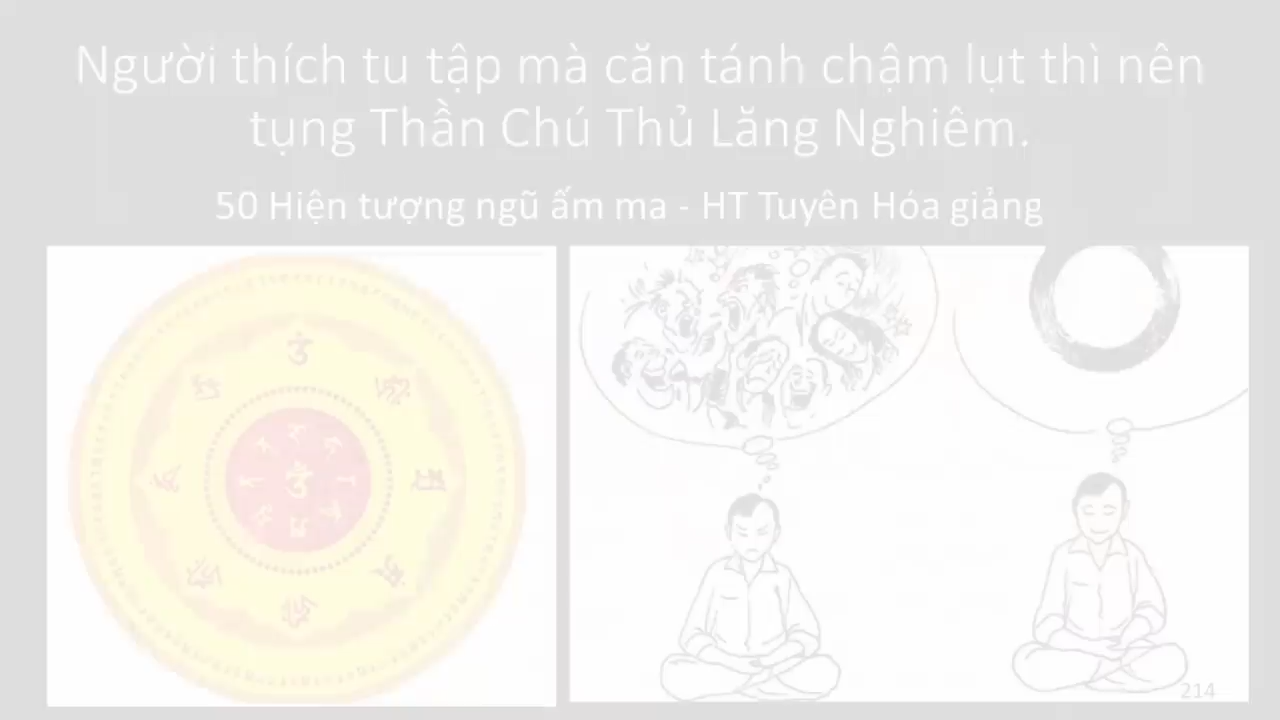 Người thích tu tập mà căn tánh chậm lụt thì nên
tụng Thần Chú Thủ Lăng Nghiêm.
50 Hiện tượng ngũ ấm ma - HT Tuyên Hóa giảng
214